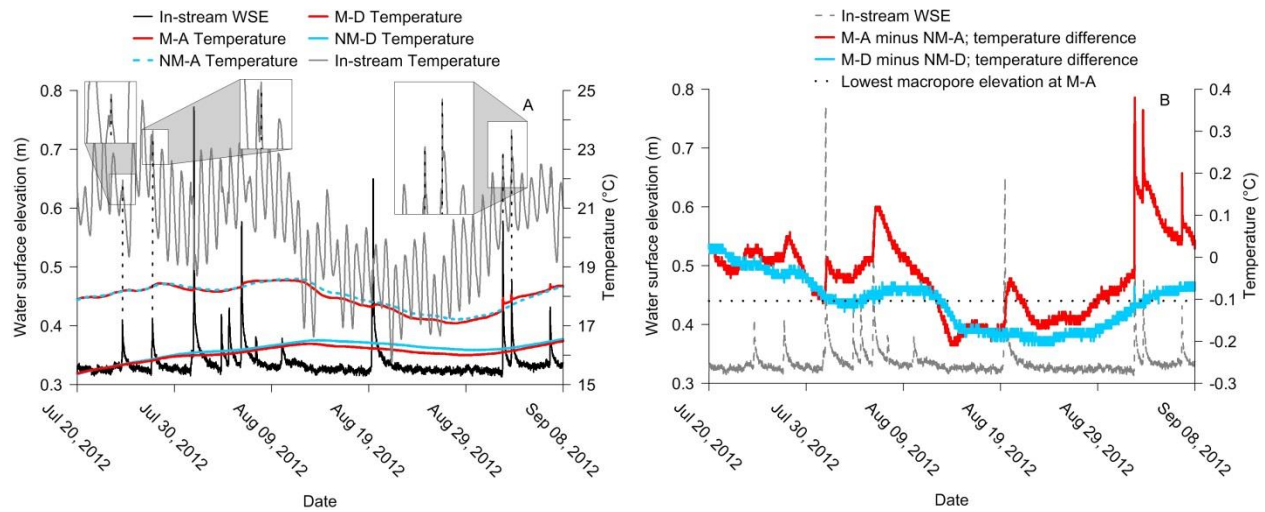 In-stream WSE
M-D Temperature
M-A Temperature
NM-D Temperature
NM-A Temperature
In-stream Temperature
A
0.8
0.7
0.6
0.5
0.4
0.3
Water surface elevation (m)
25
23
21
19
17
15
Temperature (°C)
Jul 20, 2012
Jul 30, 2012
Aug 09, 2012
Aug 19, 2012
Aug 29, 2012
Sep 08, 2012
Date
In-stream WSE
M-A minus NM-A; temperature difference
M-D minus NM-D; temperature difference
Lowest macropore elevation at M-A
B
0.8
0.7
0.6
0.5
0.4
0.3
Water surface elevation (m)
0.4
0.3
0.2
0.1
0
-0.1
-0.2
-0.3
Temperature (°C)
Jul 20, 2012
Jul 30, 2012
Aug 09, 2012
Aug 19, 2012
Aug 29, 2012
Sep 08, 2012
Date